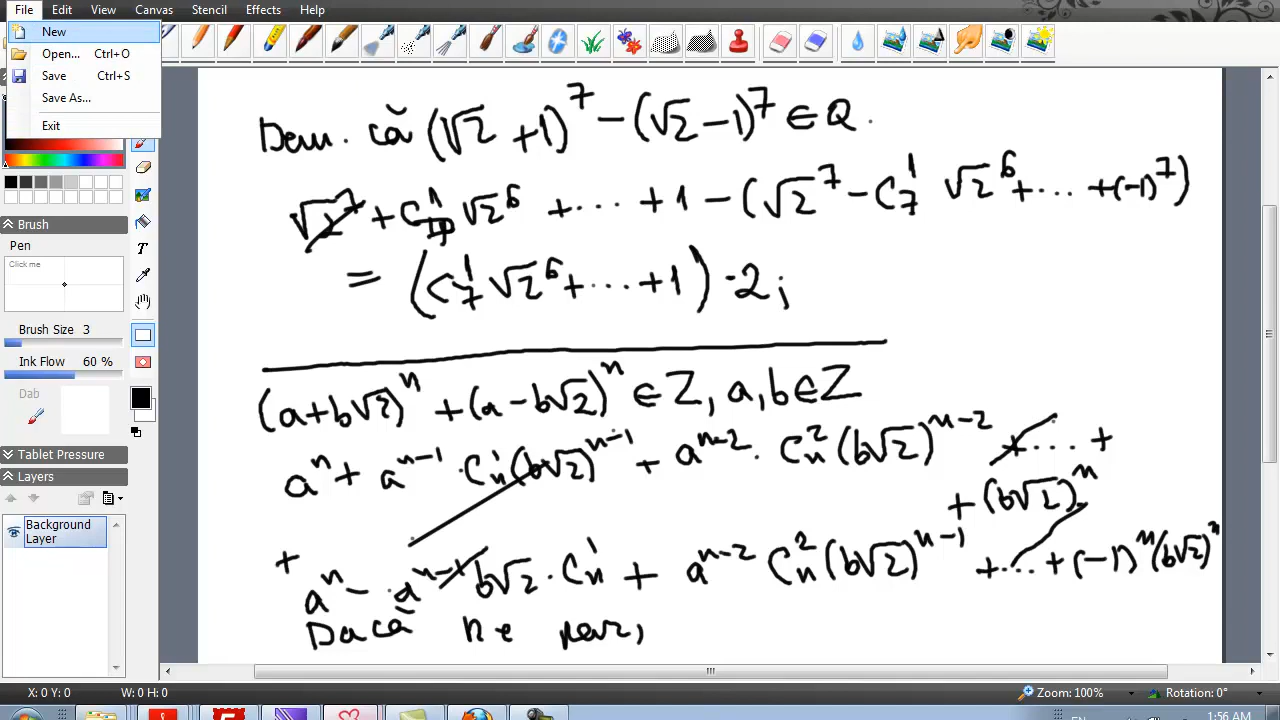 File Edit View Canvas Stencil Effects Help
New
Open... Ctrl+O
Save Ctrl+S
Save As...
Exit
Brush
Pen
Click me
Brush Size 3
Ink Flow 60 %
Dab
Tablet Pressure
Layers
Background Layer
Dem. că (√2 +1)^7 − (√2 −1)^7 ∈ Q.
√2^7 + C^1 √2^6 + ... + 1 − (√2^7 − C_7^1 √2^6 + ... + (-1)^7)
= (C_7^1 √2^6 + ... + 1) · 2;
(a+b√2)^n + (a−b√2)^n ∈ Z, a,b ∈ Z
a^n + a^{n-1} · C_n^1 (b√2)^{n-1} + a^{n-2} · C_n^2 (b√2)^{n-2} + ... +
+ (b√2)^n
+
a^n − a^{n-1} b√2 · C_n^1 + a^{n-2} C_n^2 (b√2)^{n-1} + ... + (-1)^n (b√2)^n
Dacă n e par,
X: 0 Y: 0 W: 0 H: 0 Zoom: 100% Rotation: 0°
EN 1:56 AM